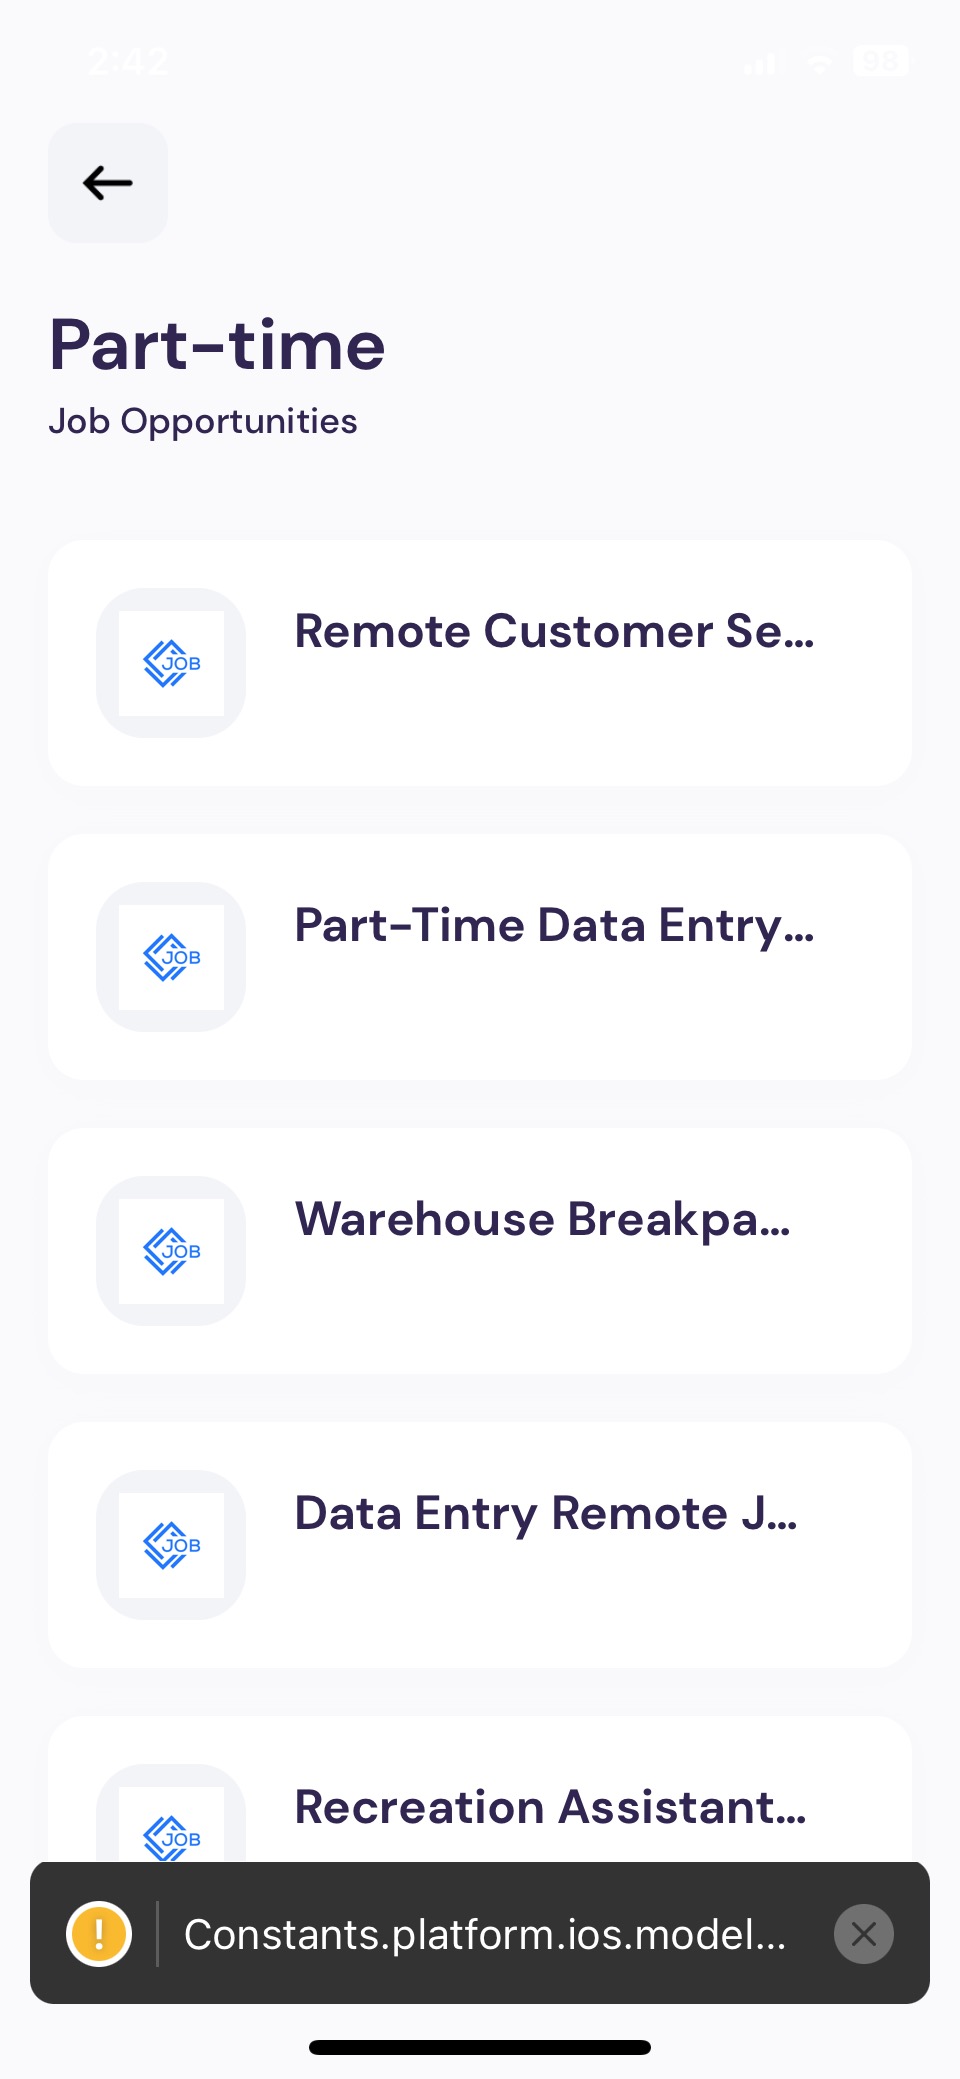 2:42
98
Part-time
Job Opportunities
JOB
Remote Customer Se...
JOB
Part-Time Data Entry...
JOB
Warehouse Breakpa...
JOB
Data Entry Remote J...
JOB
Recreation Assistant...
! Constants.platform.ios.model...